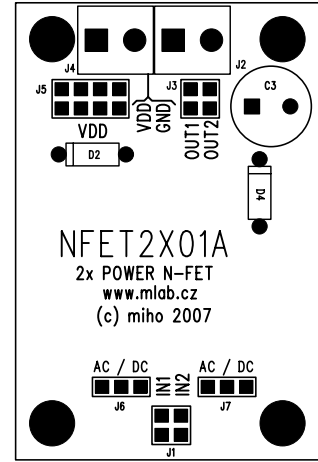 J4
J2
J5
J3
C3
VDD
VDD
GND
OUT1
OUT2
D2
D4
NFET2X01A
2x POWER N-FET
www.mlab.cz
(c) miho 2007
AC / DC
IN1
IN2
AC / DC
J6
J7
J1